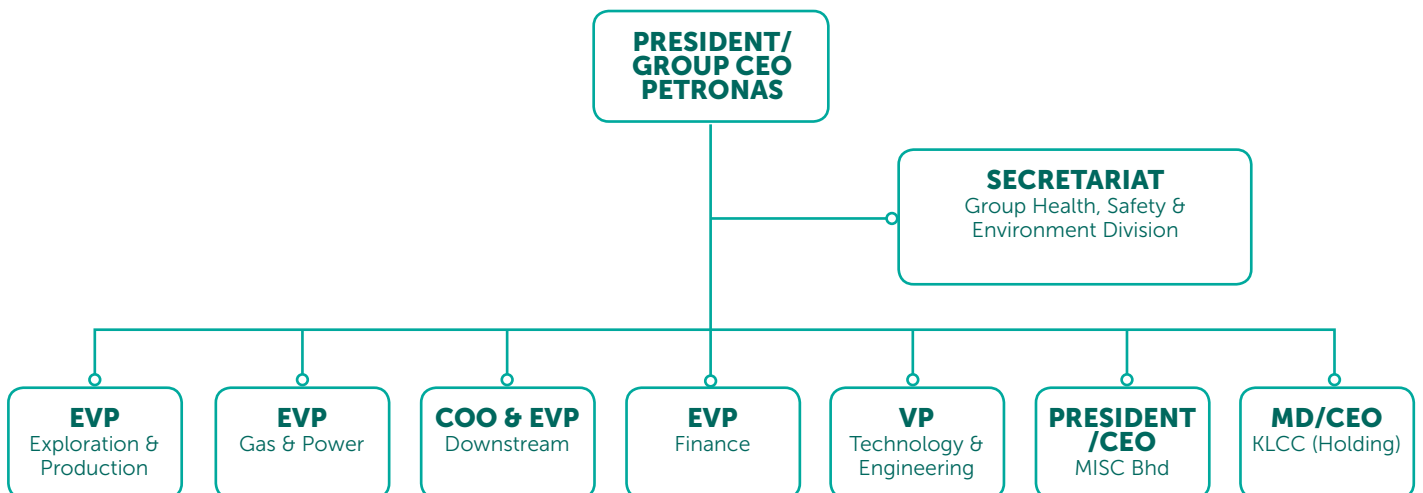 PRESIDENT/
GROUP CEO
PETRONAS
SECRETARIAT
Group Health, Safety &
Environment Division
EVP
Exploration &
Production
EVP
Gas & Power
COO & EVP
Downstream
EVP
Finance
VP
Technology &
Engineering
PRESIDENT
/CEO
MISC Bhd
MD/CEO
KLCC (Holding)